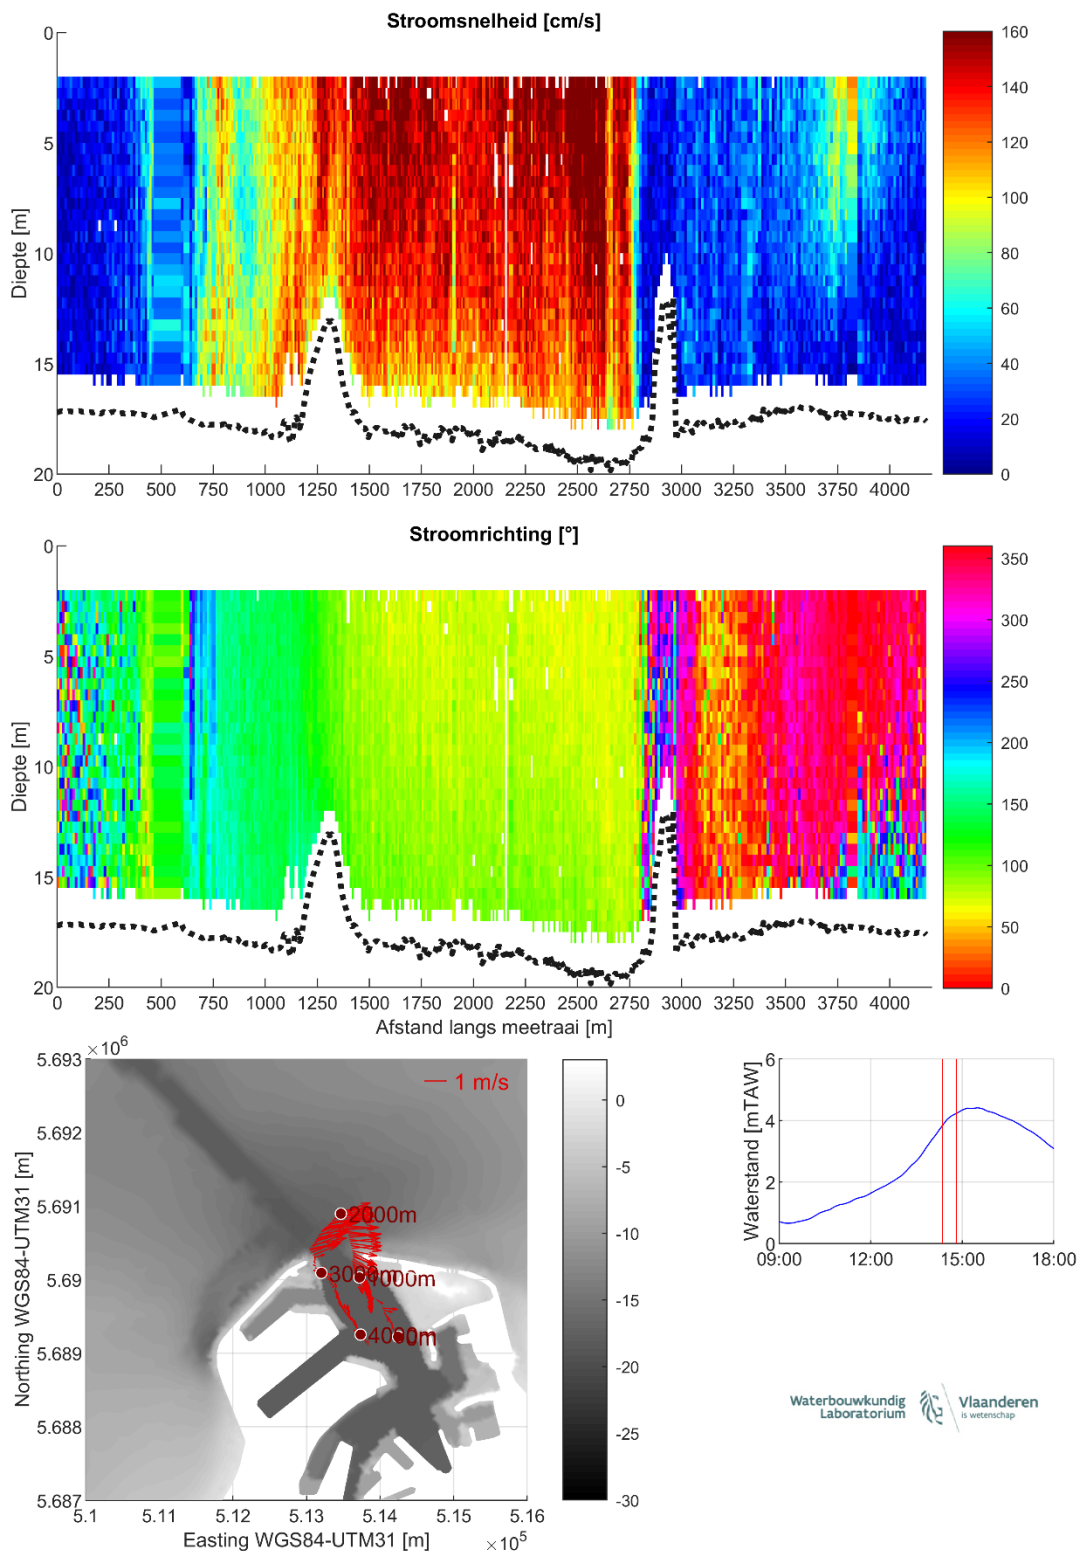 Stroomsnelheid [cm/s]
0
5
10
15
20
Diepte [m]
0 250 500 750 1000 1250 1500 1750 2000 2250 2500 2750 3000 3250 3500 3750 4000
160
140
120
100
80
60
40
20
0
Stroomrichting [°]
0
5
10
15
20
Diepte [m]
0 250 500 750 1000 1250 1500 1750 2000 2250 2500 2750 3000 3250 3500 3750 4000
Afstand langs meetraai [m]
350
300
250
200
150
100
50
0
×10⁶
5.693
5.692
5.691
5.69
5.689
5.688
5.687
Northing WGS84-UTM31 [m]
1 m/s
2000m
3000m
1000m
4000m
0m
5.1 5.12 5.13 5.14 5.15 5.16
Easting WGS84-UTM31 [m]
×10⁵
0
-5
-10
-15
-20
-25
-30
6
4
2
0
Waterstand [mTAW]
09:00 12:00 15:00 18:00
Waterbouwkundig
Laboratorium
Vlaanderen
is wetenschap